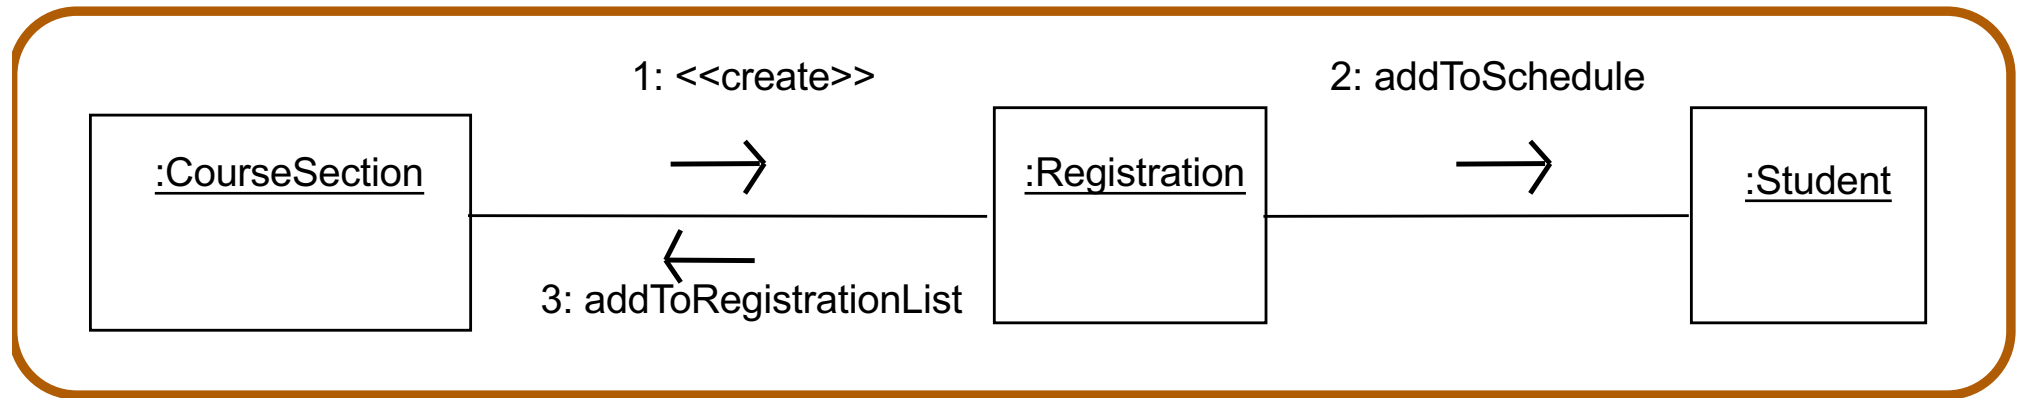 1: <<create>>
2: addToSchedule
:CourseSection
:Registration
:Student
3: addToRegistrationList